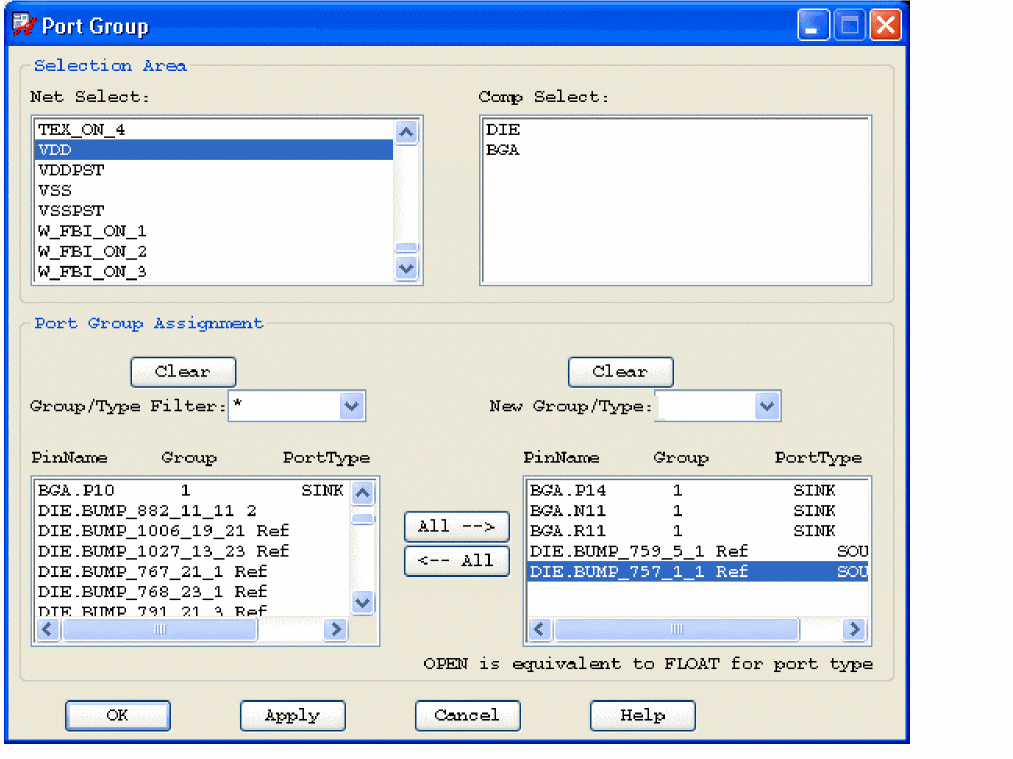 Port Group
Selection Area
Net Select:
TEX_ON_4
VDD
VDDPST
VSS
VSSPST
W_FBI_ON_1
W_FBI_ON_2
W_FBI_ON_3
Comp Select:
DIE
BGA
Port Group Assignment
Clear
Group/Type Filter: *
PinName Group PortType
BGA.P10 1 SINK
DIE.BUMP_882_11_11 2
DIE.BUMP_1006_19_21 Ref
DIE.BUMP_1027_13_23 Ref
DIE.BUMP_767_21_1 Ref
DIE.BUMP_768_23_1 Ref
DIE.BUMP_791_21_3 Ref
All -->
<-- All
Clear
New Group/Type:
PinName Group PortType
BGA.P14 1 SINK
BGA.N11 1 SINK
BGA.R11 1 SINK
DIE.BUMP_759_5_1 Ref SOU
DIE.BUMP_757_1_1 Ref SOU
OPEN is equivalent to FLOAT for port type
OK Apply Cancel Help